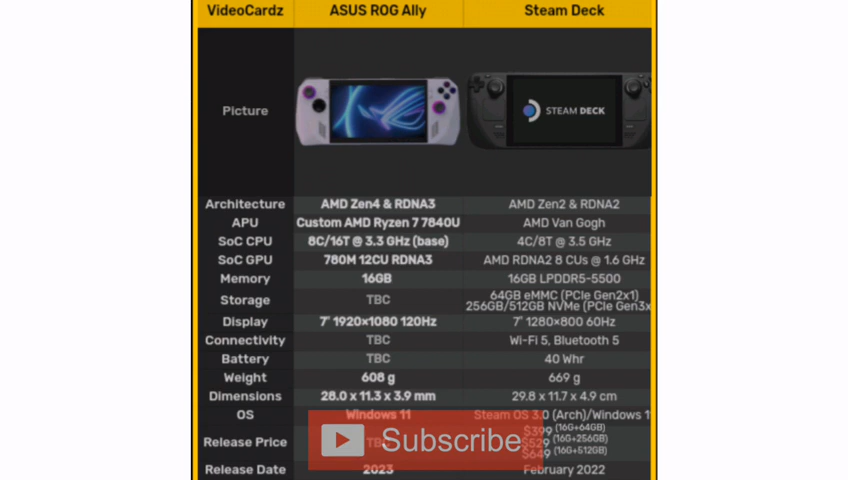 VideoCardz ASUS ROG Ally Steam Deck
Picture STEAM DECK
Architecture AMD Zen4 & RDNA3 AMD Zen2 & RDNA2
APU Custom AMD Ryzen 7 7840U AMD Van Gogh
SoC CPU 8C/16T @ 3.3 GHz (base) 4C/8T @ 3.5 GHz
SoC GPU 780M 12CU RDNA3 AMD RDNA2 8 CUs @ 1.6 GHz
Memory 16GB 16GB LPDDR5-5500
Storage TBC 64GB eMMC (PCIe Gen2x1)
256GB/512GB NVMe (PCIe Gen3x
Display 7" 1920×1080 120Hz 7" 1280×800 60Hz
Connectivity TBC Wi-Fi 5, Bluetooth 5
Battery TBC 40 Whr
Weight 608 g 669 g
Dimensions 28.0 x 11.3 x 3.9 mm 29.8 x 11.7 x 4.9 cm
OS Windows 11 Steam OS 3.0 (Arch)/Windows 1
$399 (16G+64GB)
Release Price TBC $529 (16G+256GB)
$649 (16G+512GB)
Subscribe
Release Date 2023 February 2022